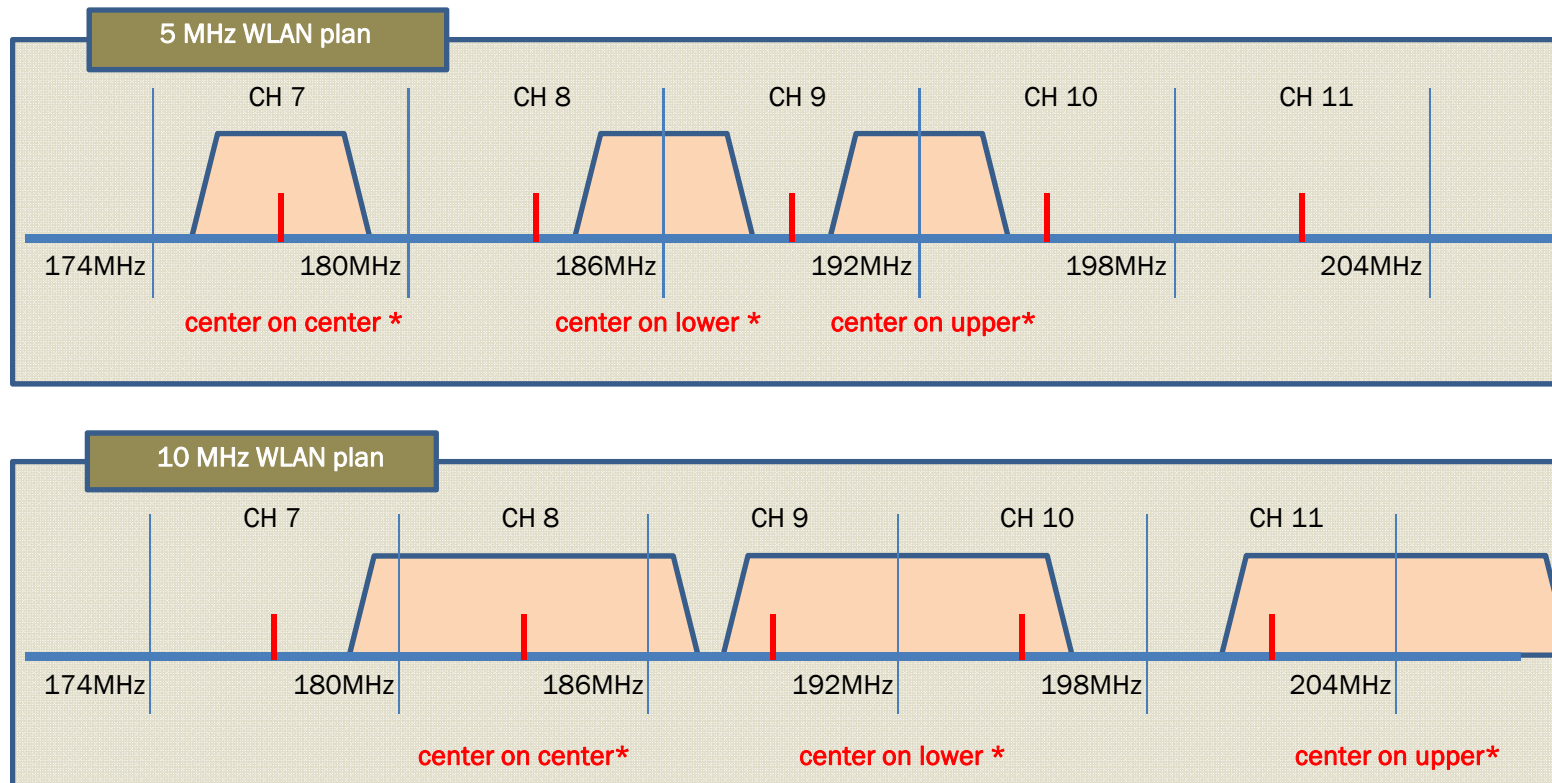 5 MHz WLAN plan
CH 7 CH 8 CH 9 CH 10 CH 11
174MHz 180MHz 186MHz 192MHz 198MHz 204MHz
center on center * center on lower * center on upper*
10 MHz WLAN plan
CH 7 CH 8 CH 9 CH 10 CH 11
174MHz 180MHz 186MHz 192MHz 198MHz 204MHz
center on center* center on lower * center on upper*